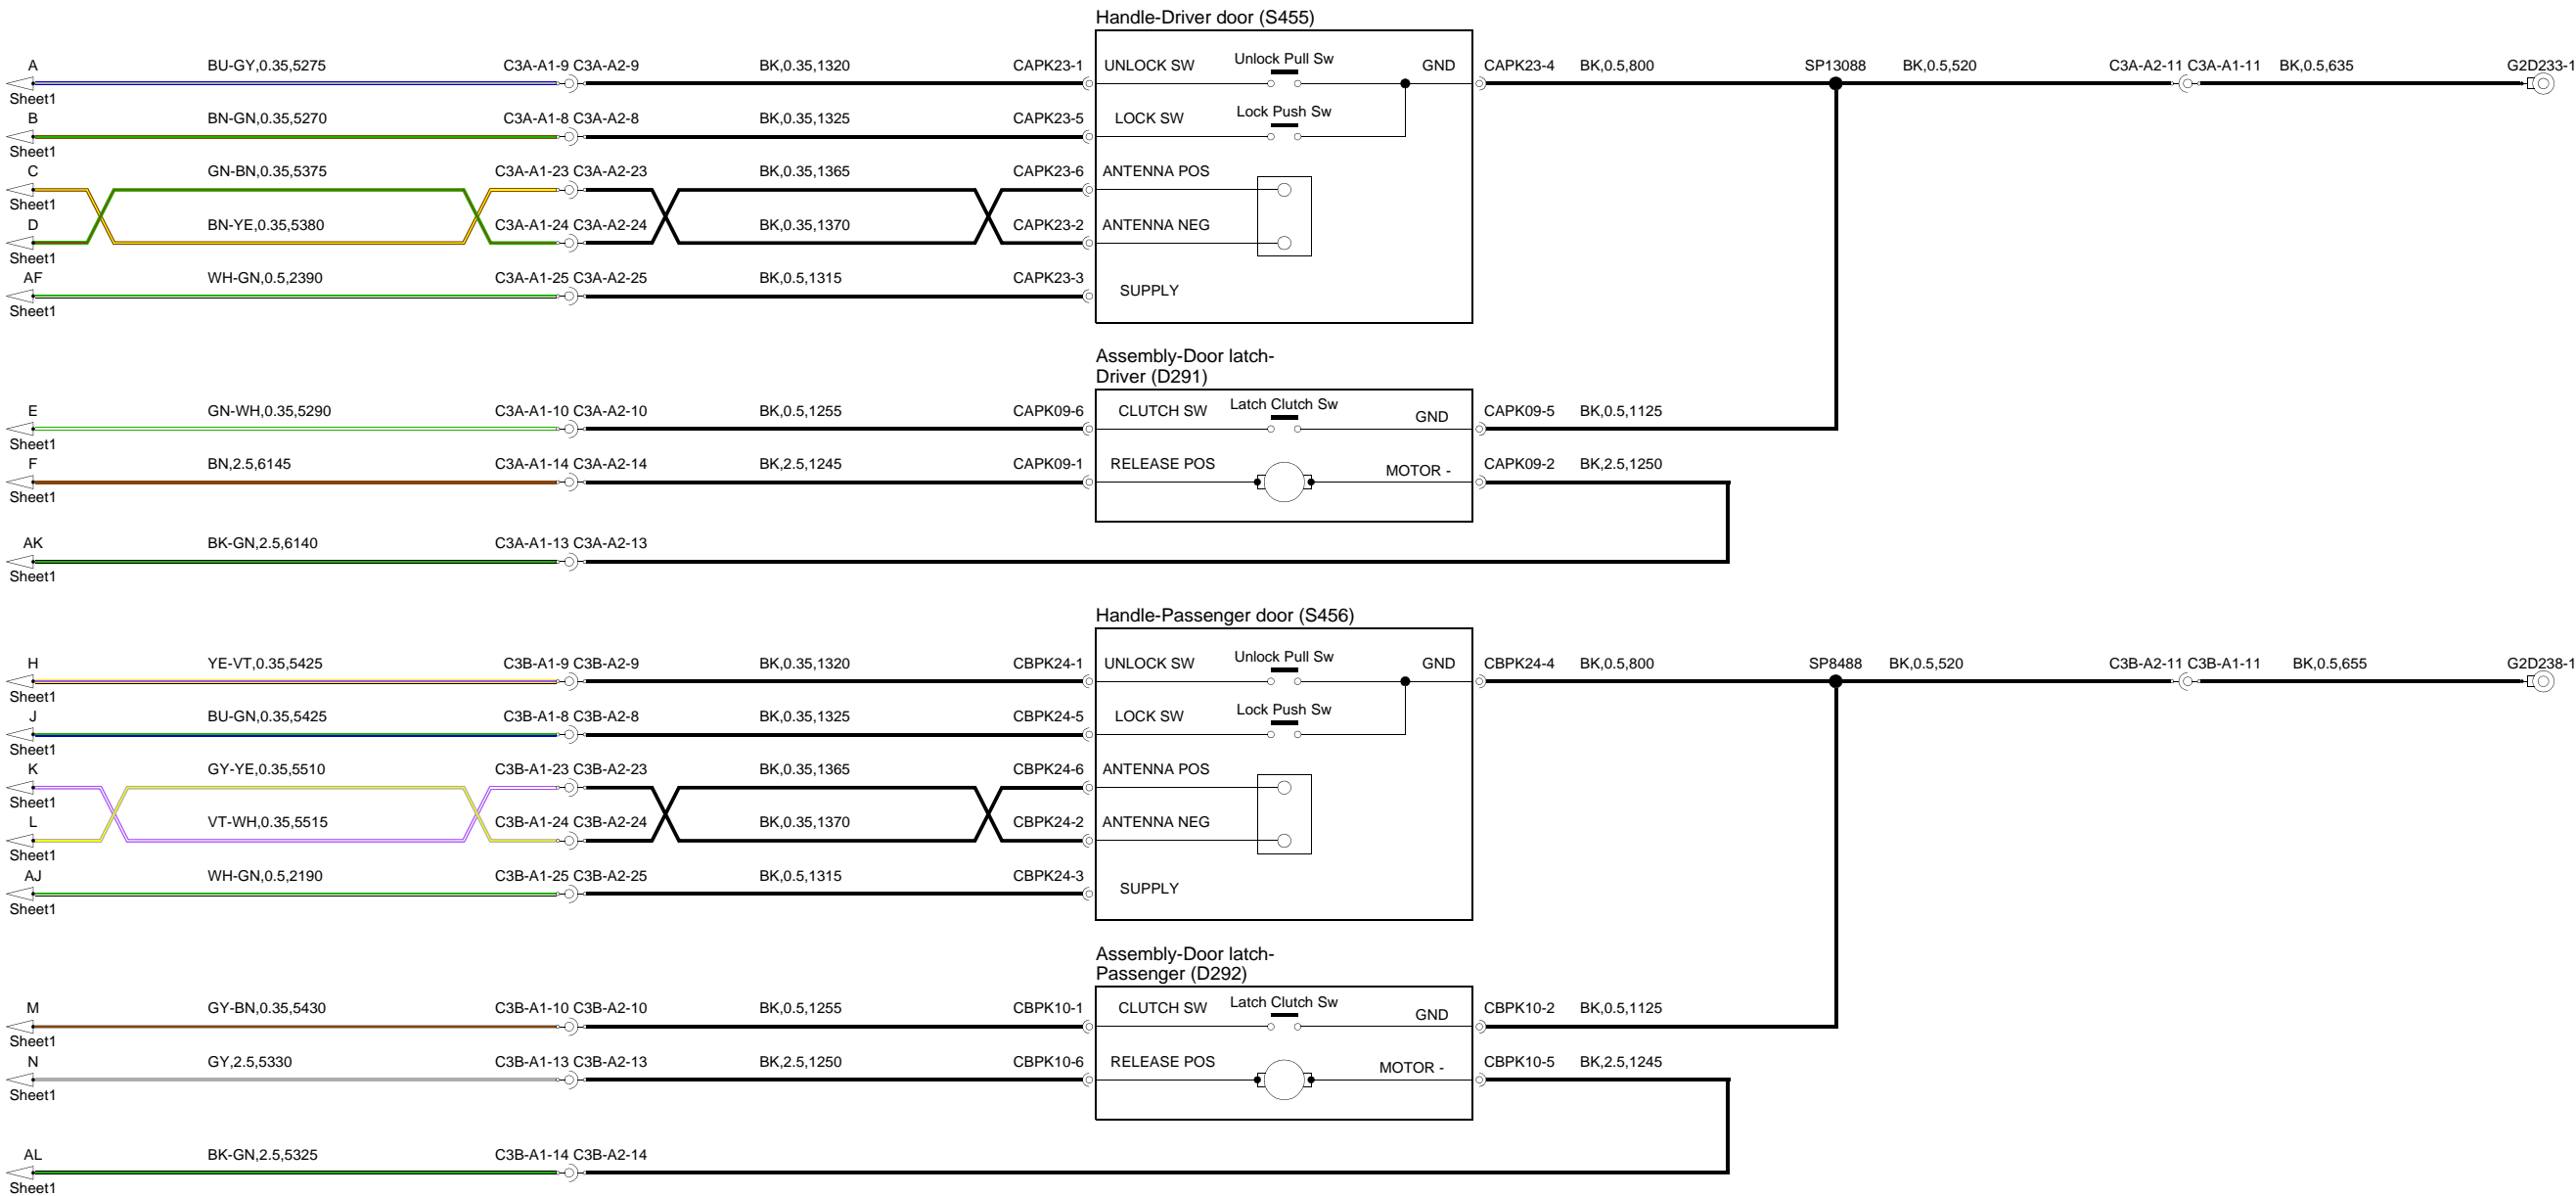 Handle-Driver door (S455)
A BU-GY,0.35,5275 C3A-A1-9 C3A-A2-9 BK,0.35,1320 CAPK23-1 UNLOCK SW Unlock Pull Sw GND CAPK23-4 BK,0.5,800 SP13088 BK,0.5,520 C3A-A2-11 C3A-A1-11 BK,0.5,635 G2D233-1
Sheet1
B BN-GN,0.35,5270 C3A-A1-8 C3A-A2-8 BK,0.35,1325 CAPK23-5 LOCK SW Lock Push Sw
Sheet1
C GN-BN,0.35,5375 C3A-A1-23 C3A-A2-23 BK,0.35,1365 CAPK23-6 ANTENNA POS
Sheet1
D BN-YE,0.35,5380 C3A-A1-24 C3A-A2-24 BK,0.35,1370 CAPK23-2 ANTENNA NEG
Sheet1
AF WH-GN,0.5,2390 C3A-A1-25 C3A-A2-25 BK,0.5,1315 CAPK23-3 SUPPLY
Sheet1
Assembly-Door latch-
Driver (D291)
E GN-WH,0.35,5290 C3A-A1-10 C3A-A2-10 BK,0.5,1255 CAPK09-6 CLUTCH SW Latch Clutch Sw GND CAPK09-5 BK,0.5,1125
Sheet1
F BN,2.5,6145 C3A-A1-14 C3A-A2-14 BK,2.5,1245 CAPK09-1 RELEASE POS MOTOR - CAPK09-2 BK,2.5,1250
Sheet1
AK BK-GN,2.5,6140 C3A-A1-13 C3A-A2-13
Sheet1
Handle-Passenger door (S456)
H YE-VT,0.35,5425 C3B-A1-9 C3B-A2-9 BK,0.35,1320 CBPK24-1 UNLOCK SW Unlock Pull Sw GND CBPK24-4 BK,0.5,800 SP8488 BK,0.5,520 C3B-A2-11 C3B-A1-11 BK,0.5,655 G2D238-1
Sheet1
J BU-GN,0.35,5425 C3B-A1-8 C3B-A2-8 BK,0.35,1325 CBPK24-5 LOCK SW Lock Push Sw
Sheet1
K GY-YE,0.35,5510 C3B-A1-23 C3B-A2-23 BK,0.35,1365 CBPK24-6 ANTENNA POS
Sheet1
L VT-WH,0.35,5515 C3B-A1-24 C3B-A2-24 BK,0.35,1370 CBPK24-2 ANTENNA NEG
Sheet1
AJ WH-GN,0.5,2190 C3B-A1-25 C3B-A2-25 BK,0.5,1315 CBPK24-3 SUPPLY
Sheet1
Assembly-Door latch-
Passenger (D292)
M GY-BN,0.35,5430 C3B-A1-10 C3B-A2-10 BK,0.5,1255 CBPK10-1 CLUTCH SW Latch Clutch Sw GND CBPK10-2 BK,0.5,1125
Sheet1
N GY,2.5,5330 C3B-A1-13 C3B-A2-13 BK,2.5,1250 CBPK10-6 RELEASE POS MOTOR - CBPK10-5 BK,2.5,1245
Sheet1
AL BK-GN,2.5,5325 C3B-A1-14 C3B-A2-14
Sheet1